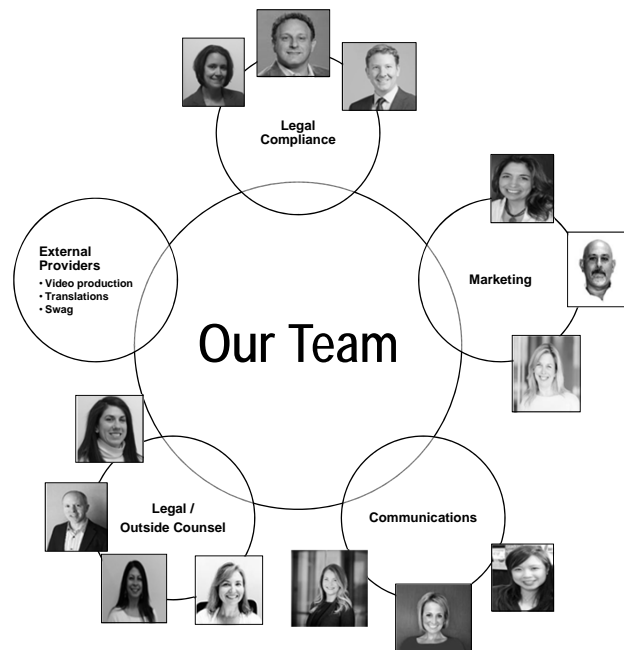 Legal
Compliance
External
Providers
• Video production
• Translations
• Swag
Marketing
Our Team
Legal /
Outside Counsel
Communications